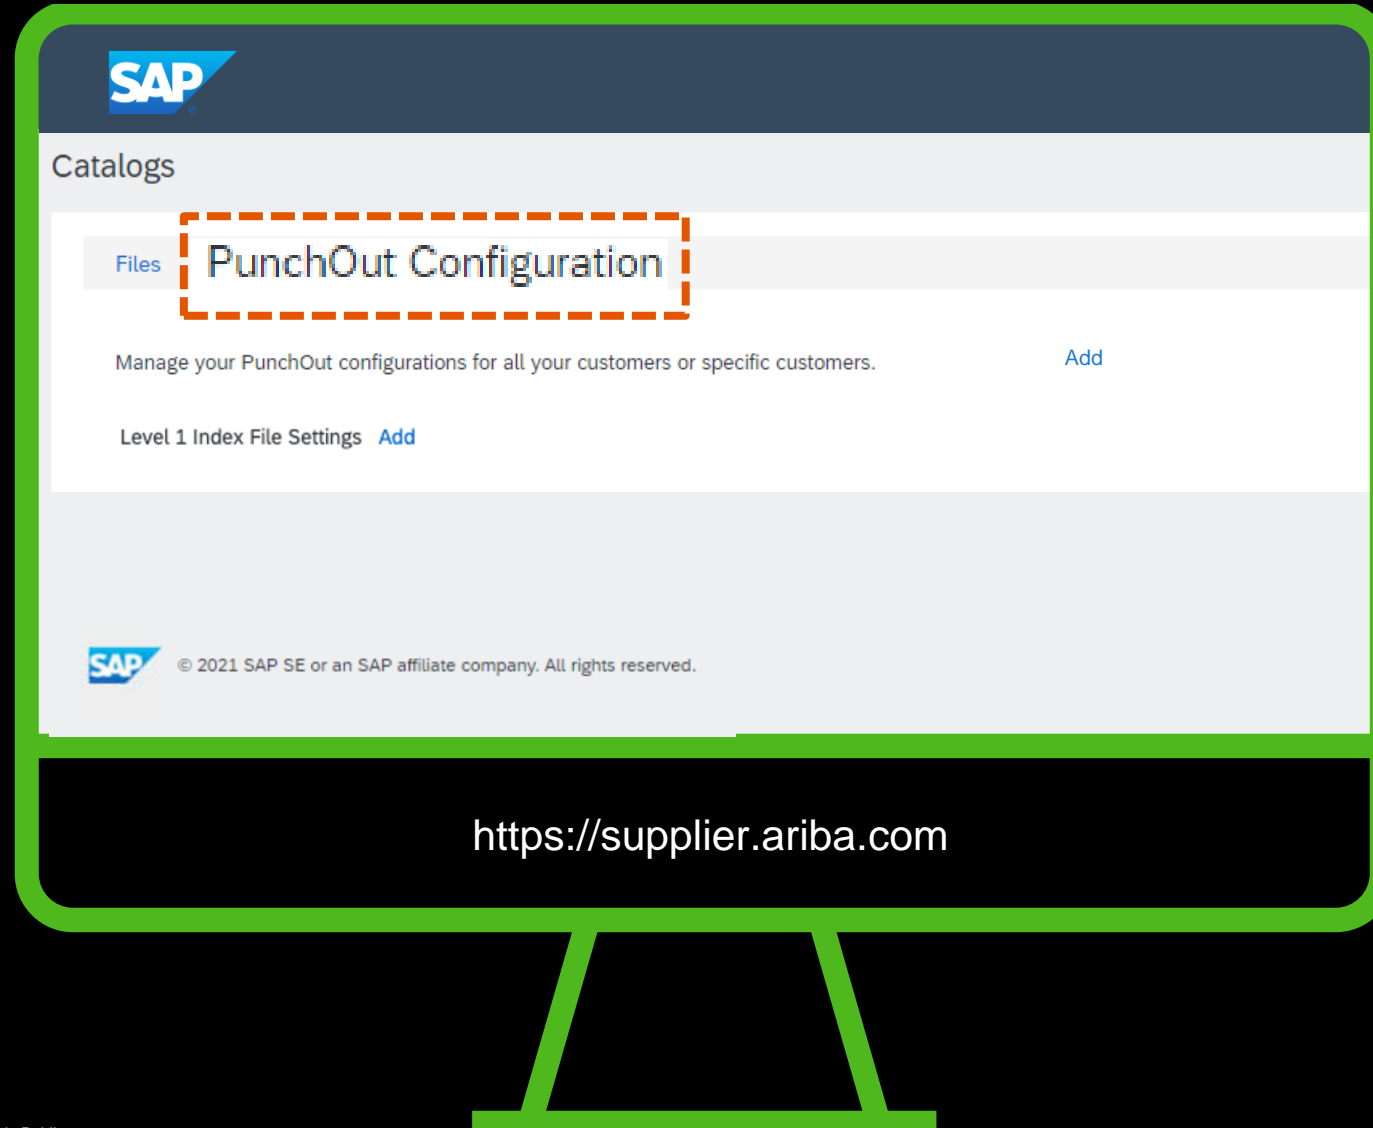 SAP
Catalogs
Files PunchOut Configuration
Manage your PunchOut configurations for all your customers or specific customers. Add
Level 1 Index File Settings Add
SAP © 2021 SAP SE or an SAP affiliate company. All rights reserved.
https://supplier.ariba.com